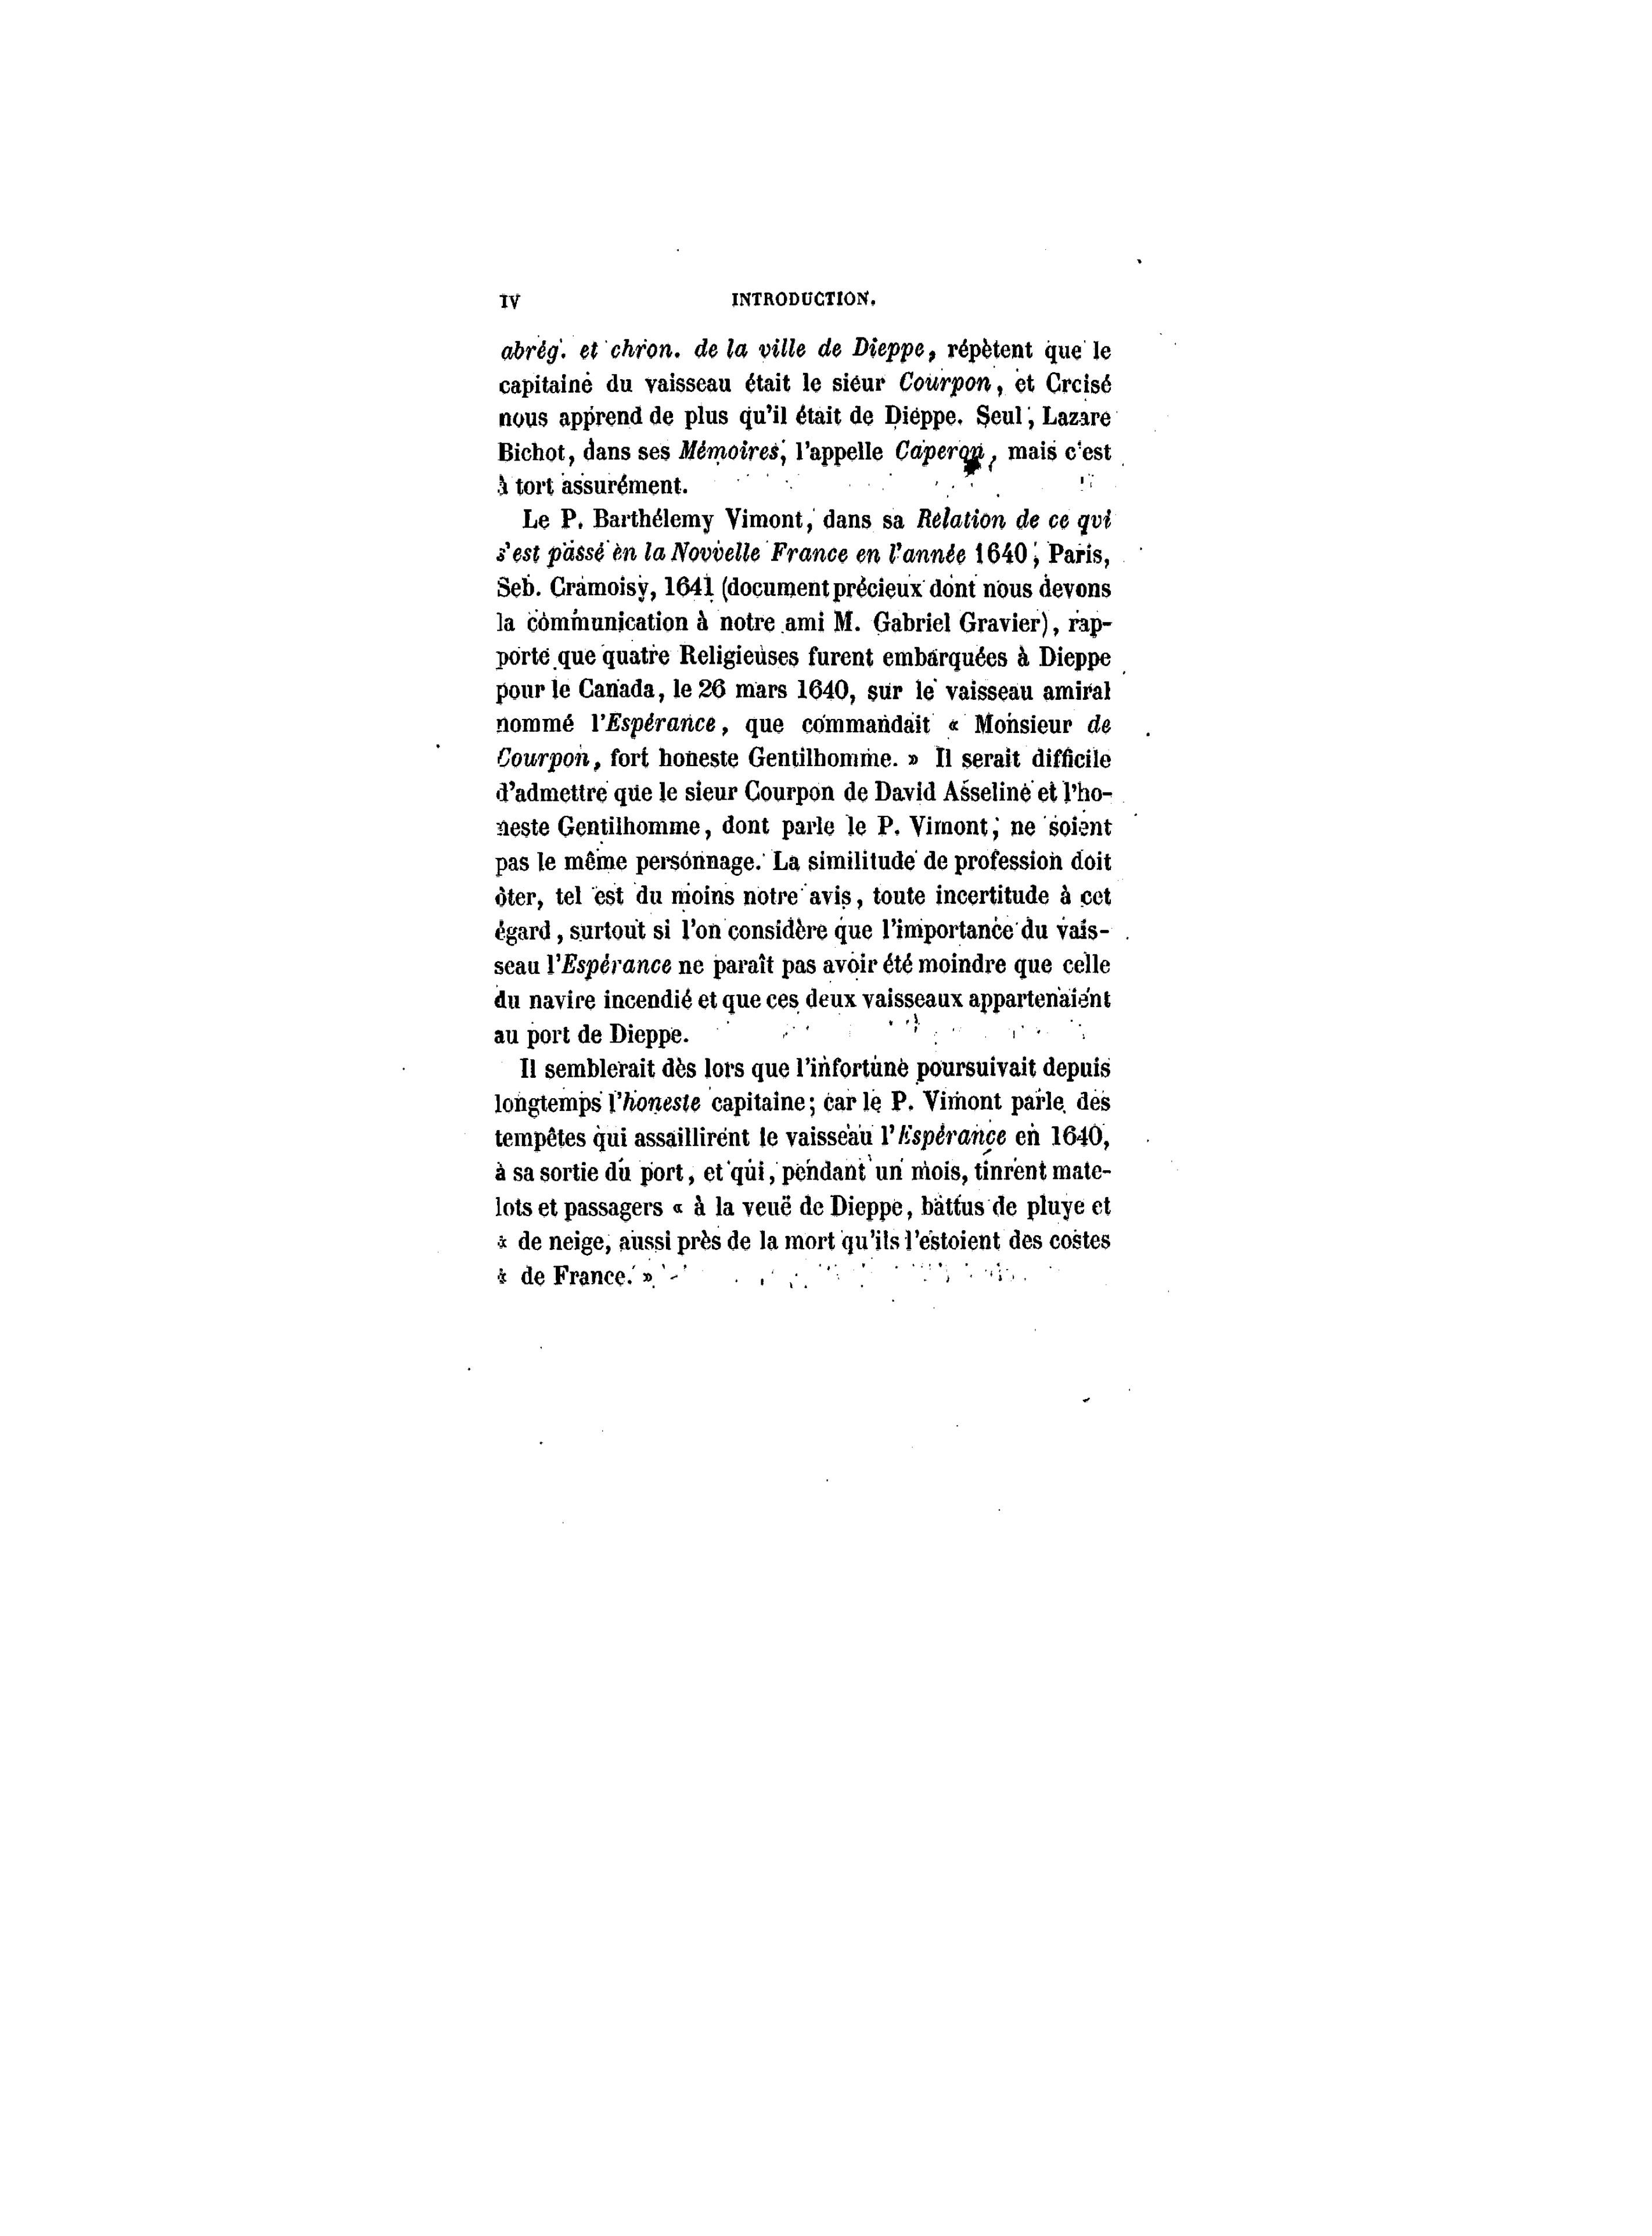 IV INTRODUCTION.
abrég. et chron. de la ville de Dieppe, répètent que le
capitaine du vaisseau était le sieur Courpon, et Crcisé
nous apprend de plus qu'il était de Dieppe. Seul, Lazare
Bichot, dans ses Mémoires, l'appelle Caperon, mais c'est
à tort assurément.
Le P. Barthélemy Vimont, dans sa Relation de ce qvi
s'est passé en la Novvelle France en l'année 1640, Paris,
Seb. Cramoisy, 1641 (document précieux dont nous devons
la communication à notre ami M. Gabriel Gravier), rap-
porte que quatre Religieuses furent embarquées à Dieppe
pour le Canada, le 26 mars 1640, sur le vaisseau amiral
nommé l'Espérance, que commandait « Monsieur de
Courpon, fort honeste Gentilhomme. » Il serait difficile
d'admettre que le sieur Courpon de David Asseline et l'ho-
neste Gentilhomme, dont parle le P. Vimont, ne soient
pas le même personnage. La similitude de profession doit
ôter, tel est du moins notre avis, toute incertitude à cet
égard, surtout si l'on considère que l'importance du vais-
seau l'Espérance ne paraît pas avoir été moindre que celle
du navire incendié et que ces deux vaisseaux appartenaient
au port de Dieppe.
Il semblerait dès lors que l'infortune poursuivait depuis
longtemps l'honeste capitaine; car le P. Vimont parle des
tempêtes qui assaillirent le vaisseau l'Espérance en 1640,
à sa sortie du port, et qui, pendant un mois, tinrent mate-
lots et passagers « à la veuë de Dieppe, battus de pluye et
« de neige, aussi près de la mort qu'ils l'estoient des costes
« de France. »